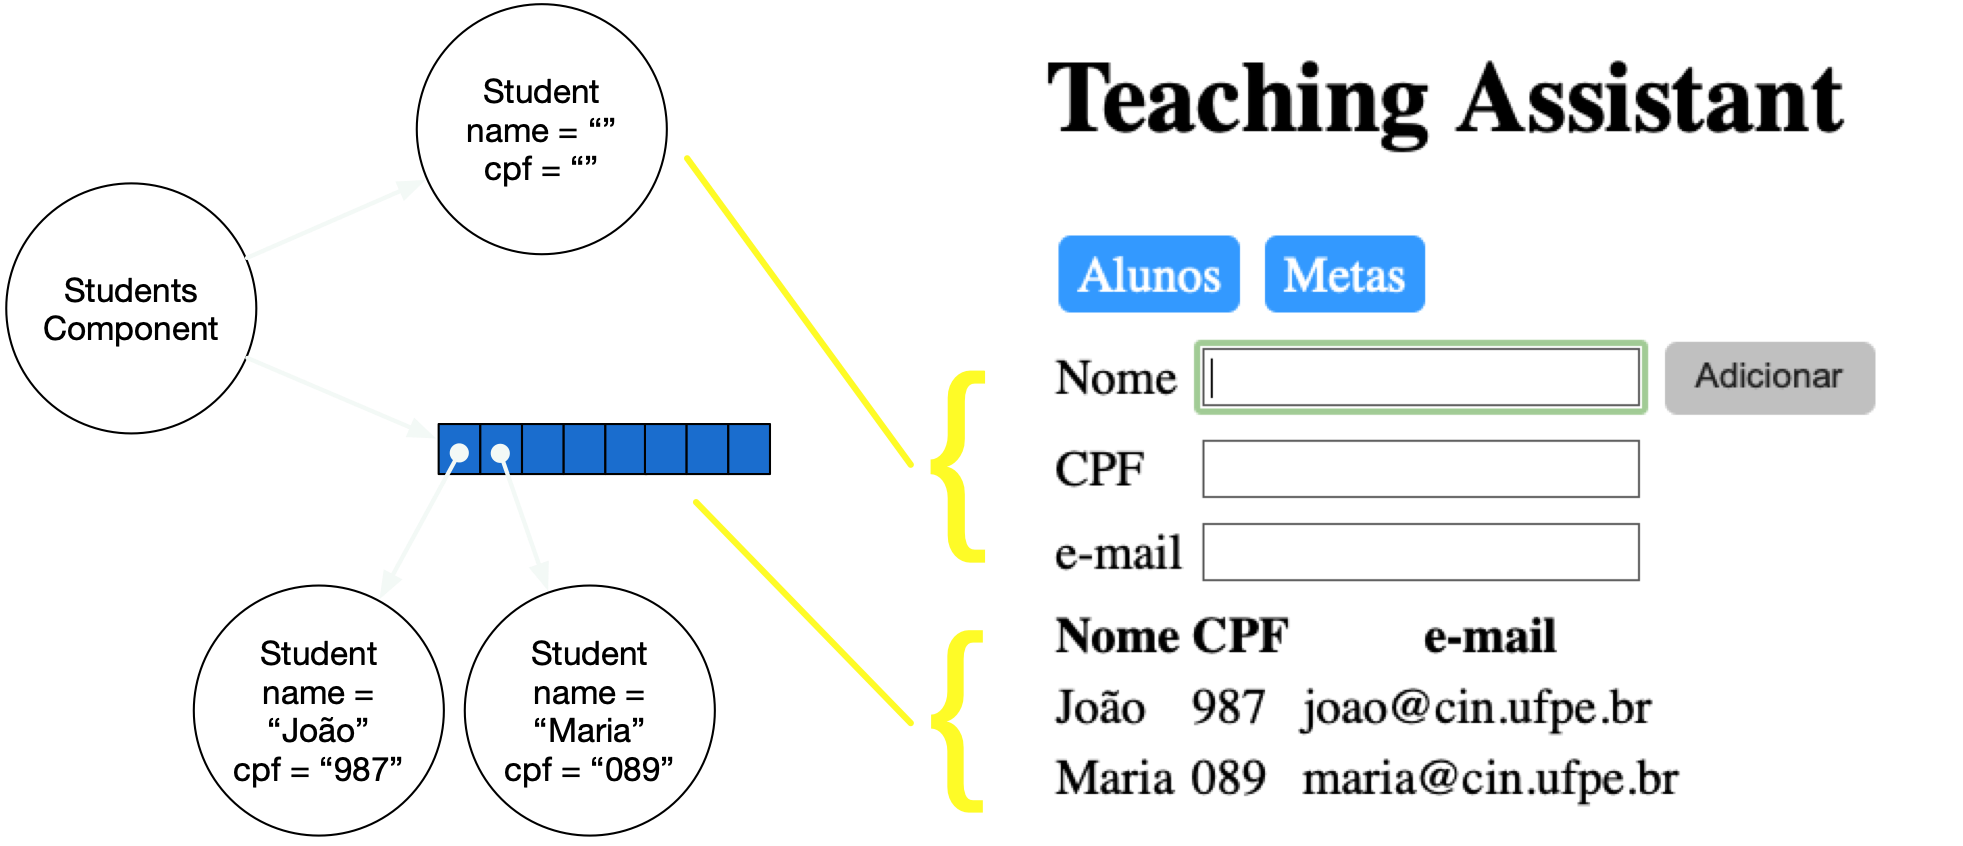 Student
name = “”
cpf = “”
Students
Component
Student
name =
“João”
cpf = “987”
Student
name =
“Maria”
cpf = “089”
Teaching Assistant
Alunos Metas
Nome Adicionar
CPF
e-mail
Nome CPF e-mail
João 987 joao@cin.ufpe.br
Maria 089 maria@cin.ufpe.br